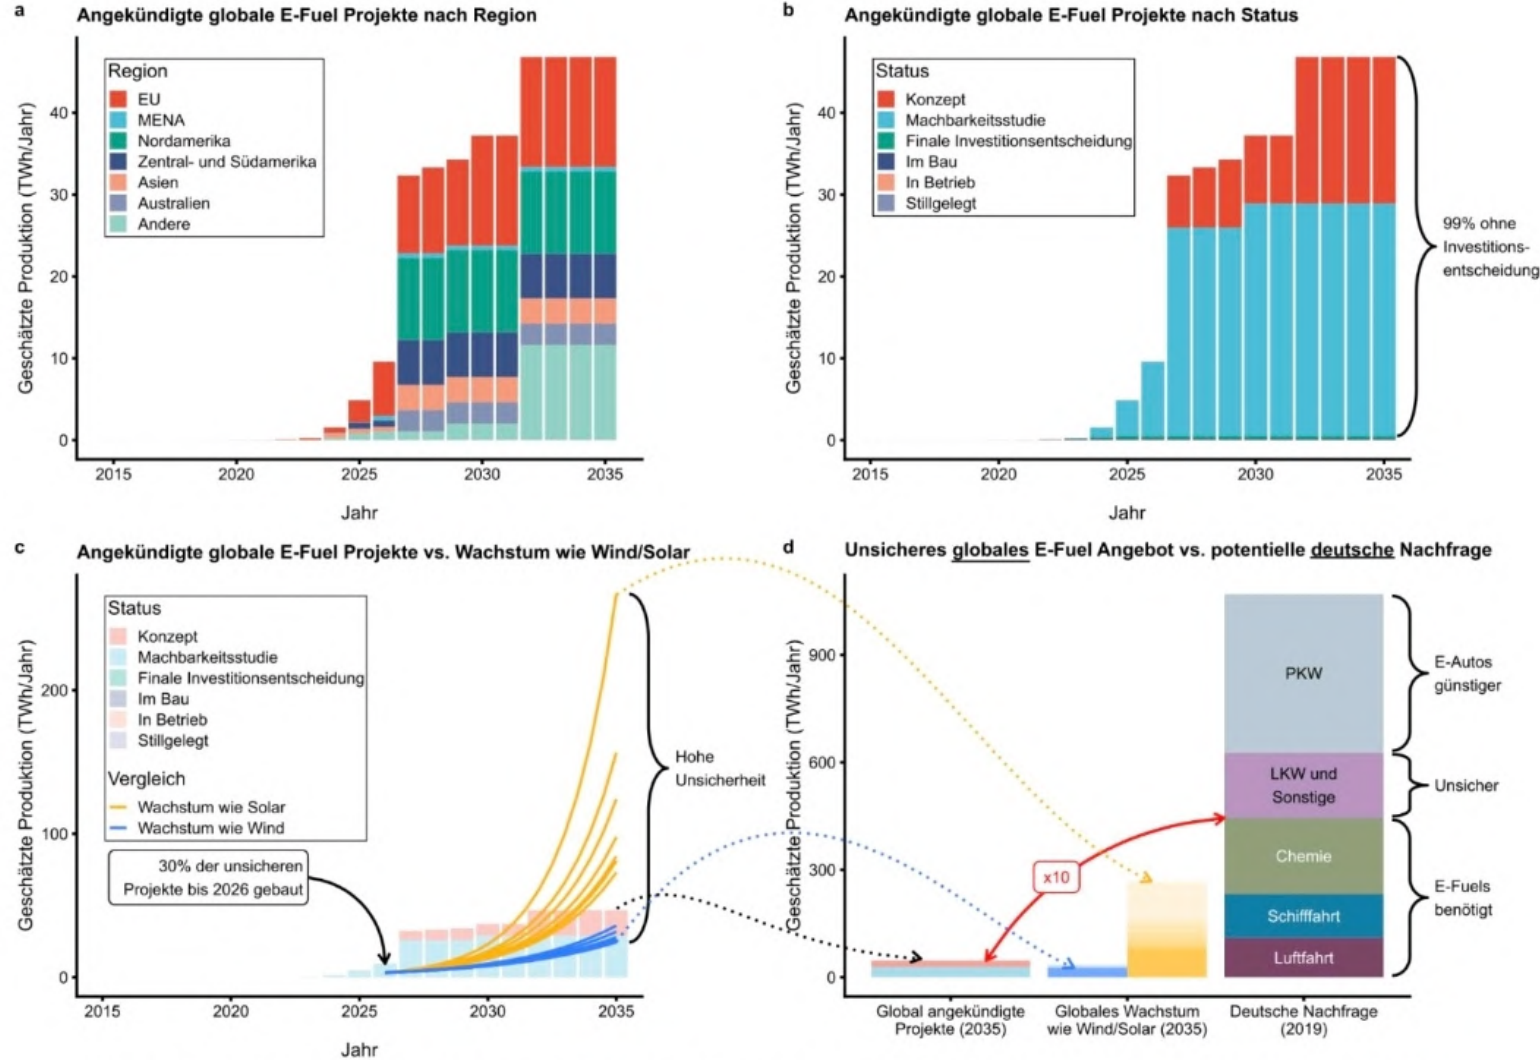 a
Angekündigte globale E-Fuel Projekte nach Region
Geschätzte Produktion (TWh/Jahr)
40
30
20
10
0
Region
EU
MENA
Nordamerika
Zentral- und Südamerika
Asien
Australien
Andere
2015
2020
2025
2030
2035
Jahr
b
Angekündigte globale E-Fuel Projekte nach Status
Geschätzte Produktion (TWh/Jahr)
40
30
20
10
0
Status
Konzept
Machbarkeitsstudie
Finale Investitionsentscheidung
Im Bau
In Betrieb
Stillgelegt
99% ohne
Investitions-
entscheidung
2015
2020
2025
2030
2035
Jahr
c
Angekündigte globale E-Fuel Projekte vs. Wachstum wie Wind/Solar
Geschätzte Produktion (TWh/Jahr)
200
100
0
Status
Konzept
Machbarkeitsstudie
Finale Investitionsentscheidung
Im Bau
In Betrieb
Stillgelegt
Vergleich
Wachstum wie Solar
Wachstum wie Wind
30% der unsicheren
Projekte bis 2026 gebaut
Hohe
Unsicherheit
2015
2020
2025
2030
2035
Jahr
d
Unsicheres globales E-Fuel Angebot vs. potentielle deutsche Nachfrage
Geschätzte Produktion (TWh/Jahr)
900
600
300
0
PKW
LKW und
Sonstige
Chemie
Schifffahrt
Luftfahrt
x10
E-Autos
günstiger
Unsicher
E-Fuels
benötigt
Global angekündigte
Projekte (2035)
Globales Wachstum
wie Wind/Solar (2035)
Deutsche Nachfrage
(2019)